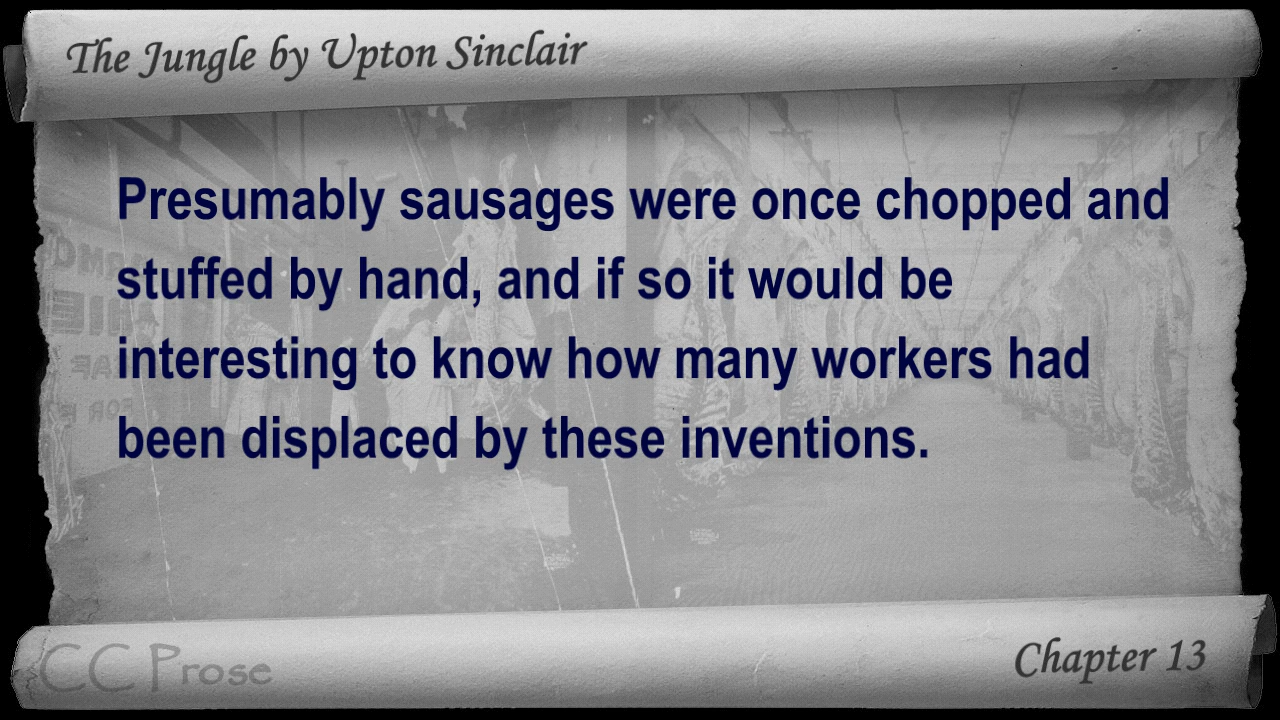 The Jungle by Upton Sinclair
Presumably sausages were once chopped and
stuffed by hand, and if so it would be
interesting to know how many workers had
been displaced by these inventions.
CC Prose
Chapter 13